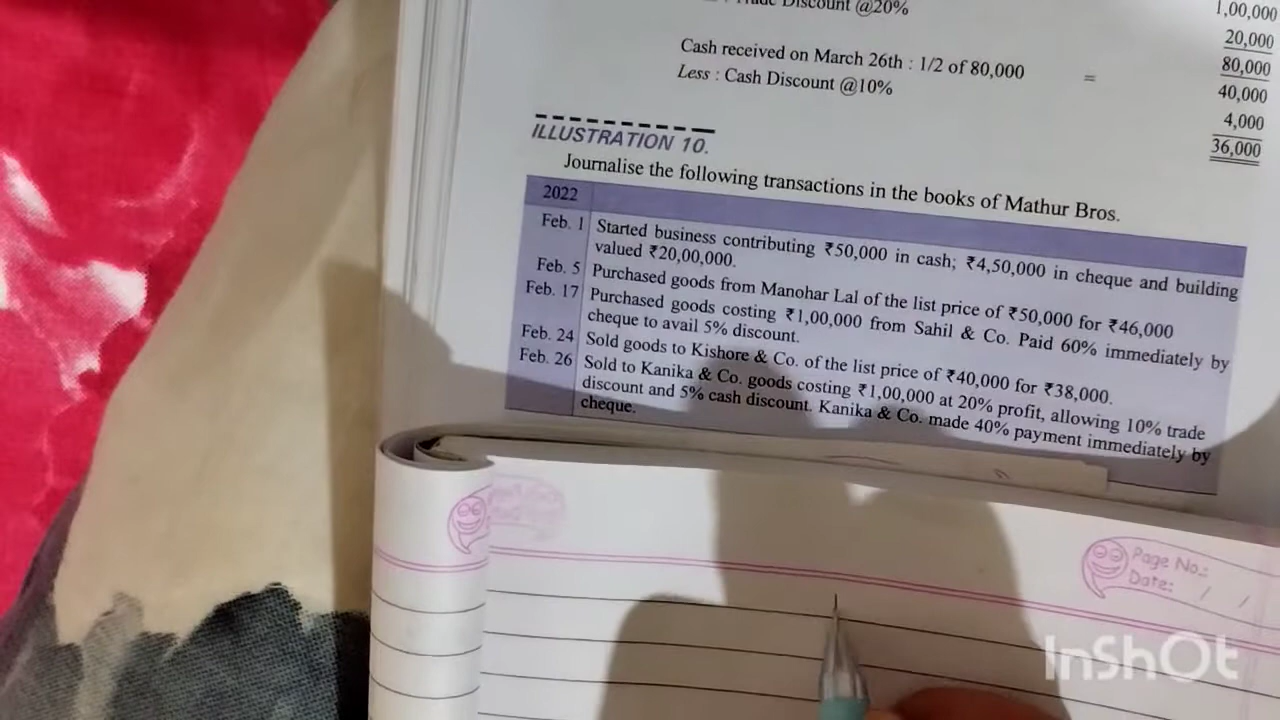 Trade Discount @20%
1,00,000
20,000
80,000
Cash received on March 26th : 1/2 of 80,000 = 40,000
Less : Cash Discount @10% 4,000
36,000
ILLUSTRATION 10.
Journalise the following transactions in the books of Mathur Bros.
2022
Feb. 1 Started business contributing ₹50,000 in cash; ₹4,50,000 in cheque and building
valued ₹20,00,000.
Feb. 5 Purchased goods from Manohar Lal of the list price of ₹50,000 for ₹46,000
Feb. 17 Purchased goods costing ₹1,00,000 from Sahil & Co. Paid 60% immediately by
cheque to avail 5% discount.
Feb. 24 Sold goods to Kishore & Co. of the list price of ₹40,000 for ₹38,000.
Feb. 26 Sold to Kanika & Co. goods costing ₹1,00,000 at 20% profit, allowing 10% trade
discount and 5% cash discount. Kanika & Co. made 40% payment immediately by
cheque.
Page No.:
Date: / /
InShOt